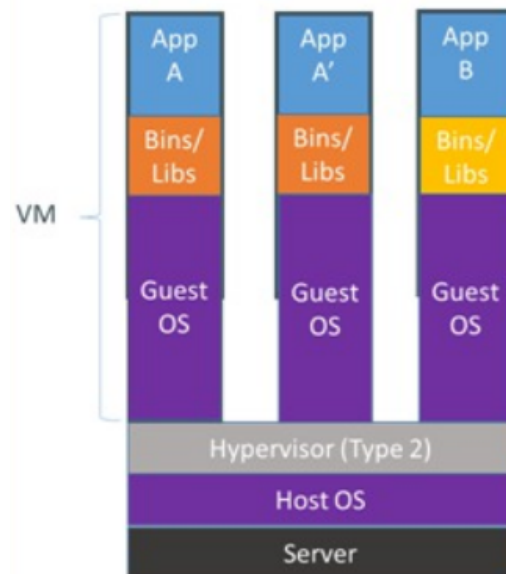 App
A
App
A'
App
B
Bins/
Libs
Bins/
Libs
Bins/
Libs
VM
Guest
OS
Guest
OS
Guest
OS
Hypervisor (Type 2)
Host OS
Server